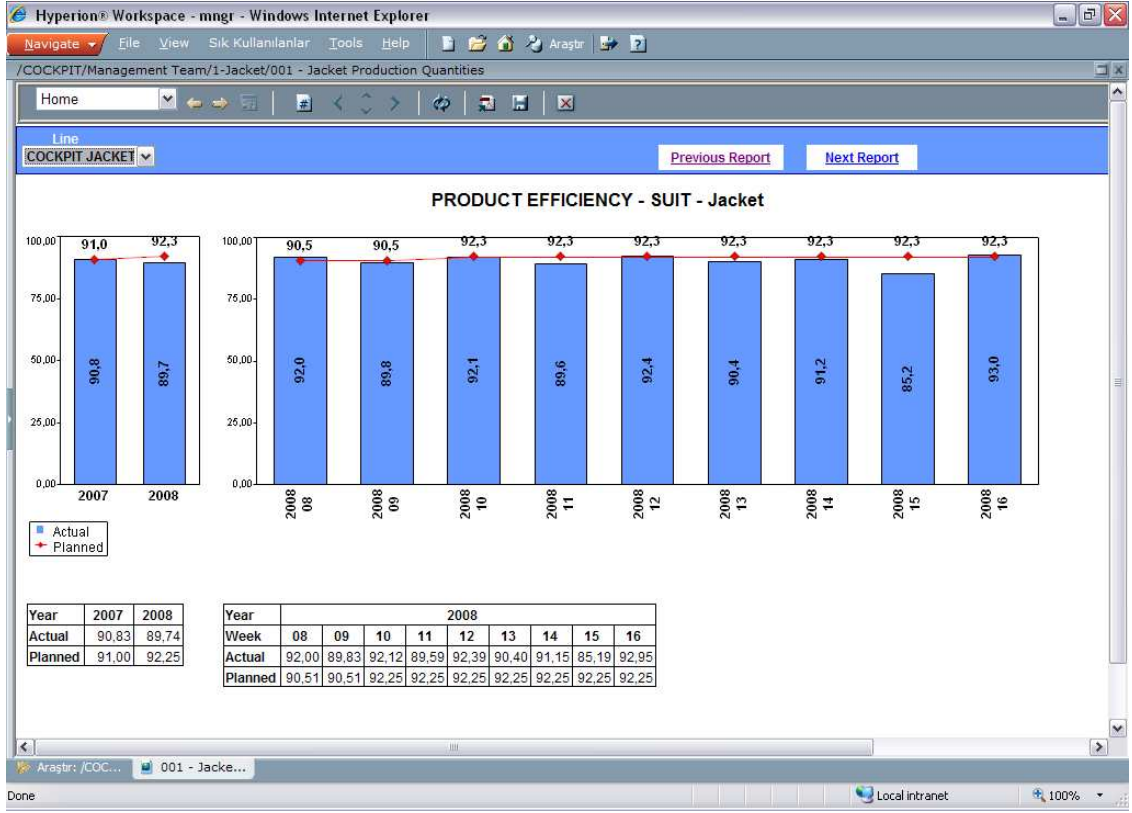 Hyperion® Workspace - mngr - Windows Internet Explorer
Navigate File View Sık Kullanılanlar Tools Help Araştır
/COCKPIT/Management Team/1-Jacket/001 - Jacket Production Quantities
Home
Line
COCKPIT JACKET
Previous Report Next Report
PRODUCT EFFICIENCY - SUIT - Jacket
100,00 91,0 92,3
75,00
50,00
25,00
0,00
90,8 89,7
2007 2008
100,00 90,5 90,5 92,3 92,3 92,3 92,3 92,3 92,3 92,3
75,00
50,00
25,00
0,00
92,0 89,8 92,1 89,6 92,4 90,4 91,2 85,2 93,0
2008 2008 2008 2008 2008 2008 2008 2008 2008
08 09 10 11 12 13 14 15 16
Actual
Planned
Year 2007 2008
Actual 90,83 89,74
Planned 91,00 92,25
Year 2008
Week 08 09 10 11 12 13 14 15 16
Actual 92,00 89,83 92,12 89,59 92,39 90,40 91,15 85,19 92,95
Planned 90,51 90,51 92,25 92,25 92,25 92,25 92,25 92,25 92,25
Araştır: /COC... 001 - Jacke...
Done Local intranet 100%